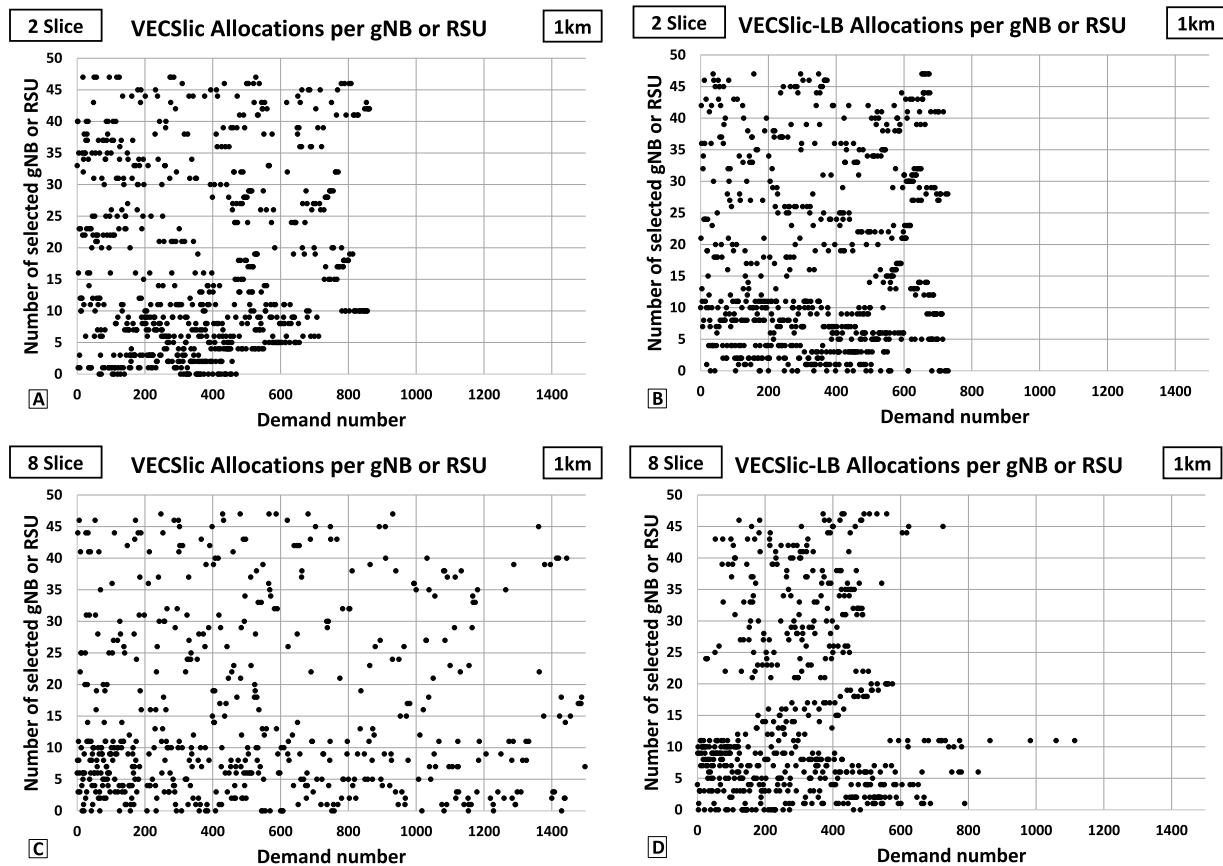 2 Slice
VECSlic Allocations per gNB or RSU
1km
Number of selected gNB or RSU
50
45
40
35
30
25
20
15
10
5
0
0 200 400 600 800 1000 1200 1400
A
Demand number
2 Slice
VECSlic-LB Allocations per gNB or RSU
1km
Number of selected gNB or RSU
50
45
40
35
30
25
20
15
10
5
0
0 200 400 600 800 1000 1200 1400
B
Demand number
8 Slice
VECSlic Allocations per gNB or RSU
1km
Number of selected gNB or RSU
50
45
40
35
30
25
20
15
10
5
0
0 200 400 600 800 1000 1200 1400
C
Demand number
8 Slice
VECSlic-LB Allocations per gNB or RSU
1km
Number of selected gNB or RSU
50
45
40
35
30
25
20
15
10
5
0
0 200 400 600 800 1000 1200 1400
D
Demand number